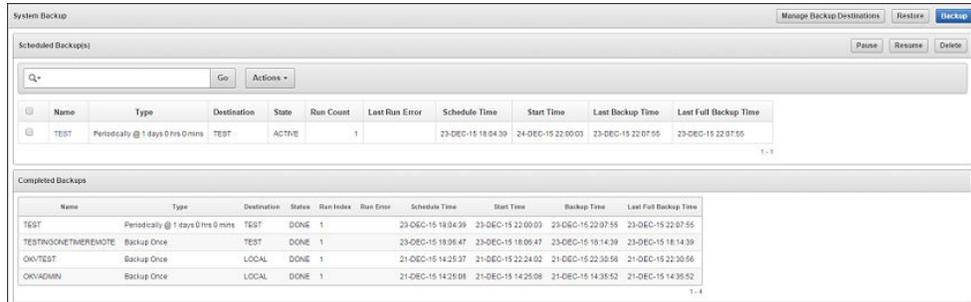 System Backup
Manage Backup Destinations Restore Backup
Scheduled Backup(s)
Pause Resume Delete
Go Actions
Name Type Destination State Run Count Last Run Error Schedule Time Start Time Last Backup Time Last Full Backup Time
TEST Periodically @ 1 days 0 hrs 0 mins TEST ACTIVE 1 23-DEC-15 18:04:39 24-DEC-15 22:00:03 23-DEC-15 22:07:55 23-DEC-15 22:07:55
1 - 1
Completed Backups
Name Type Destination Status Run Index Run Error Schedule Time Start Time Backup Time Last Full Backup Time
TEST Periodically @ 1 days 0 hrs 0 mins TEST DONE 1 23-DEC-15 18:04:39 23-DEC-15 22:00:03 23-DEC-15 22:07:55 23-DEC-15 22:07:55
TESTINGONETIMEREMOTE Backup Once TEST DONE 1 23-DEC-15 18:06:47 23-DEC-15 18:06:47 23-DEC-15 18:14:39 23-DEC-15 18:14:39
OKVTEST Backup Once LOCAL DONE 1 21-DEC-15 14:25:37 21-DEC-15 22:24:02 21-DEC-15 22:30:56 21-DEC-15 22:30:56
OKVADMIN Backup Once LOCAL DONE 1 21-DEC-15 14:25:08 21-DEC-15 14:25:08 21-DEC-15 14:35:52 21-DEC-15 14:35:52
1 - 4